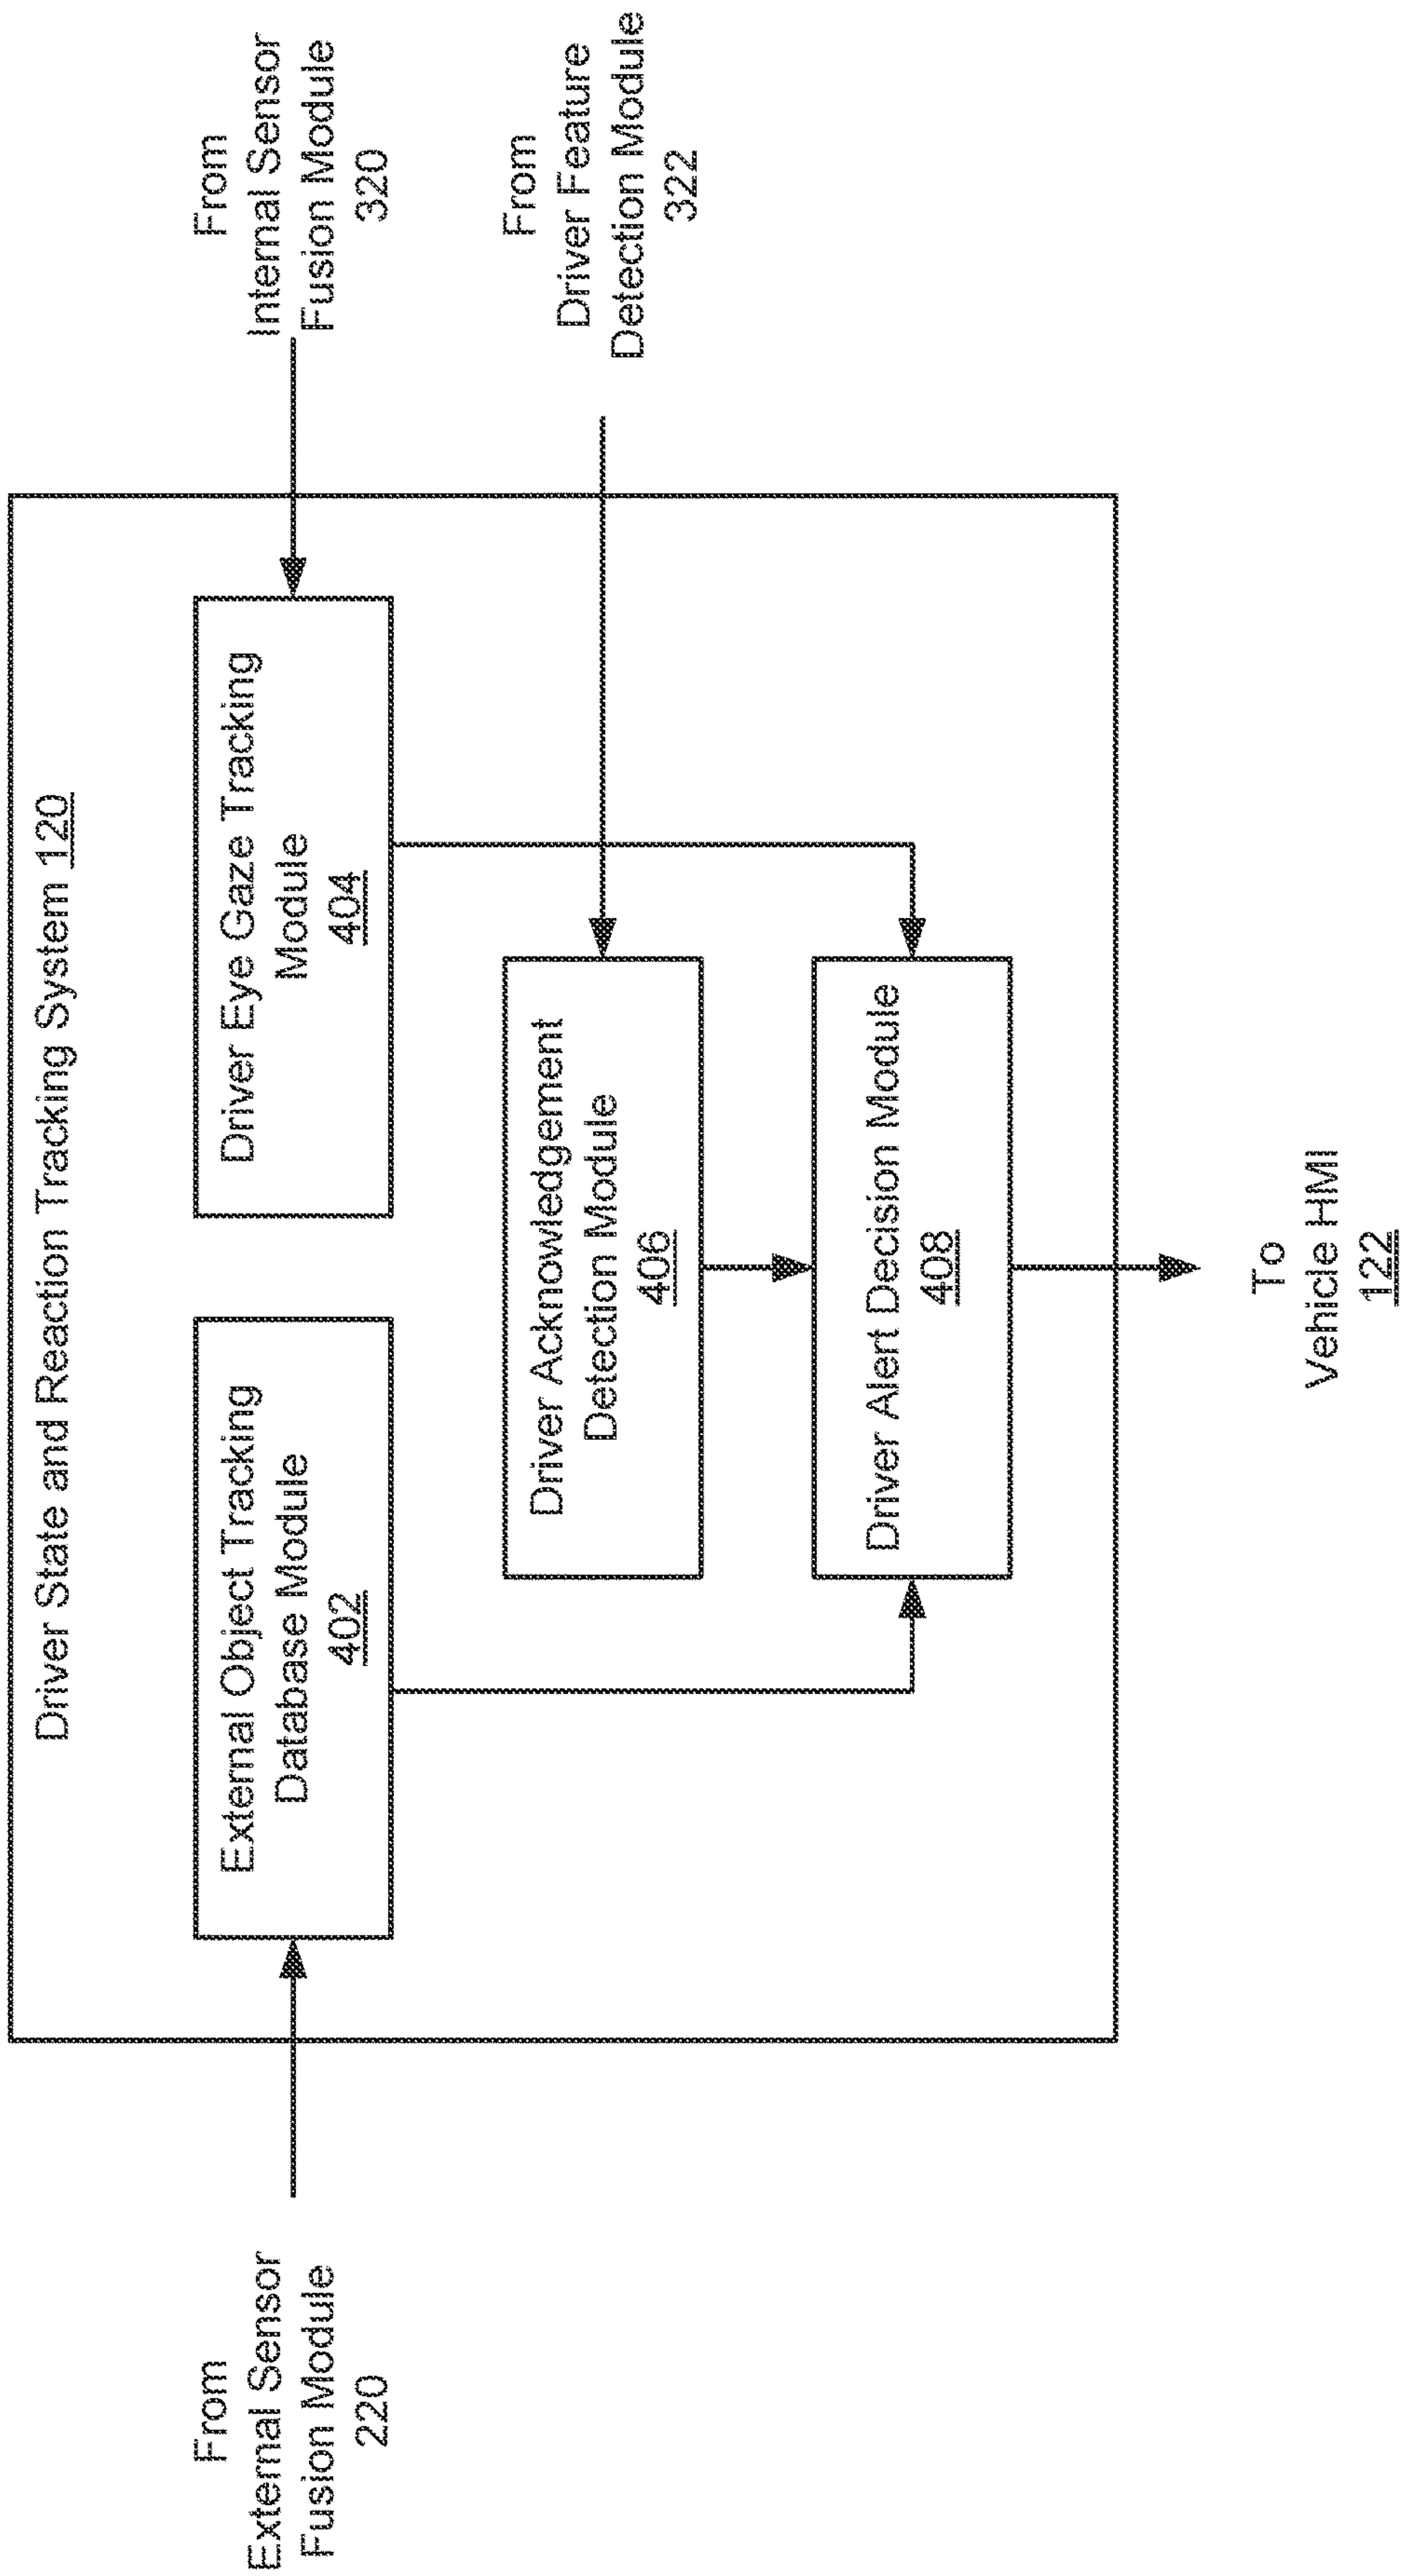 Driver State and Reaction Tracking System 120
From
External Sensor
Fusion Module
220
External Object Tracking
Database Module
402
Driver Eye Gaze Tracking
Module
404
From
Internal Sensor
Fusion Module
320
Driver Acknowledgement
Detection Module
406
From
Driver Feature
Detection Module
322
Driver Alert Decision Module
408
To
Vehicle HMI
122